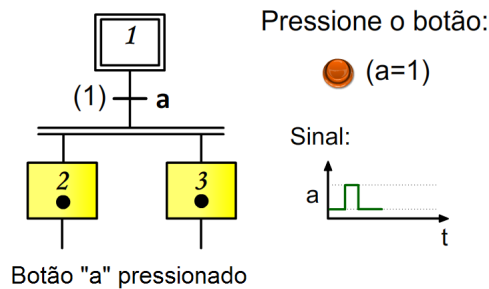 1
(1) a
2 3
Botão "a" pressionado
Pressione o botão:
(a=1)
Sinal:
a
t